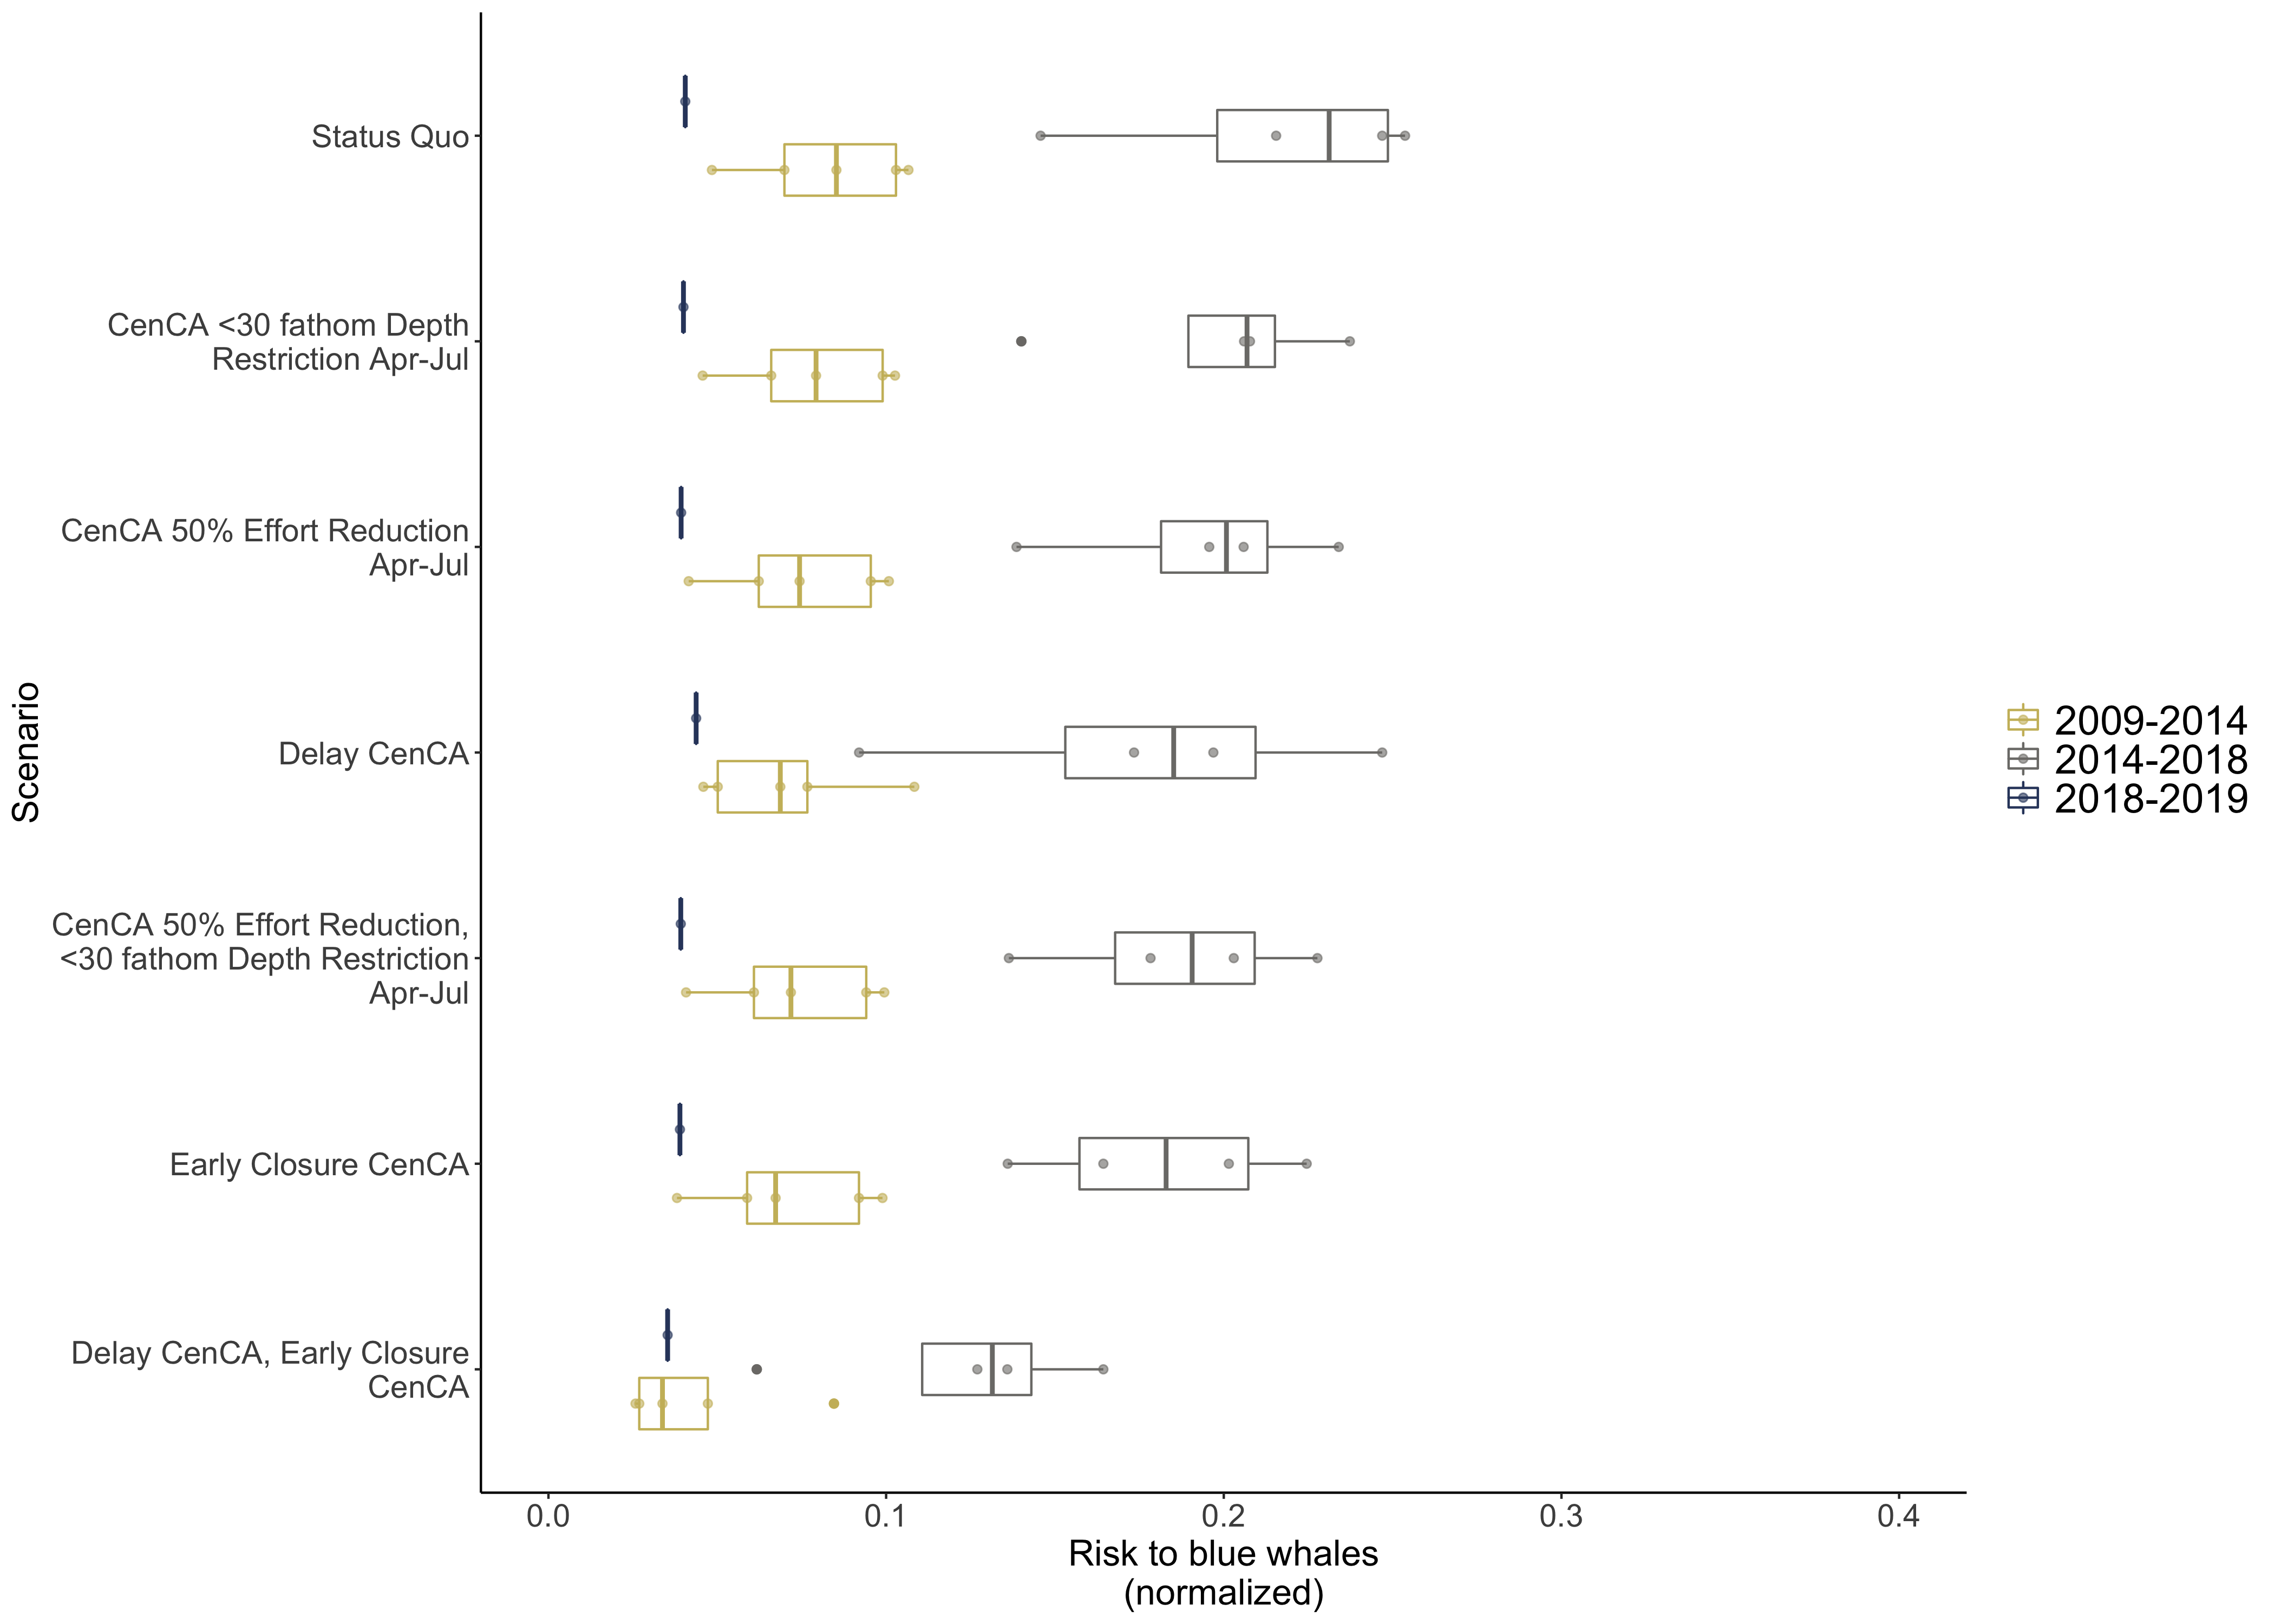 Scenario
Status Quo
CenCA <30 fathom Depth
Restriction Apr-Jul
CenCA 50% Effort Reduction
Apr-Jul
Delay CenCA
CenCA 50% Effort Reduction,
<30 fathom Depth Restriction
Apr-Jul
Early Closure CenCA
Delay CenCA, Early Closure
CenCA
0.0 0.1 0.2 0.3 0.4
Risk to blue whales
(normalized)
2009-2014
2014-2018
2018-2019